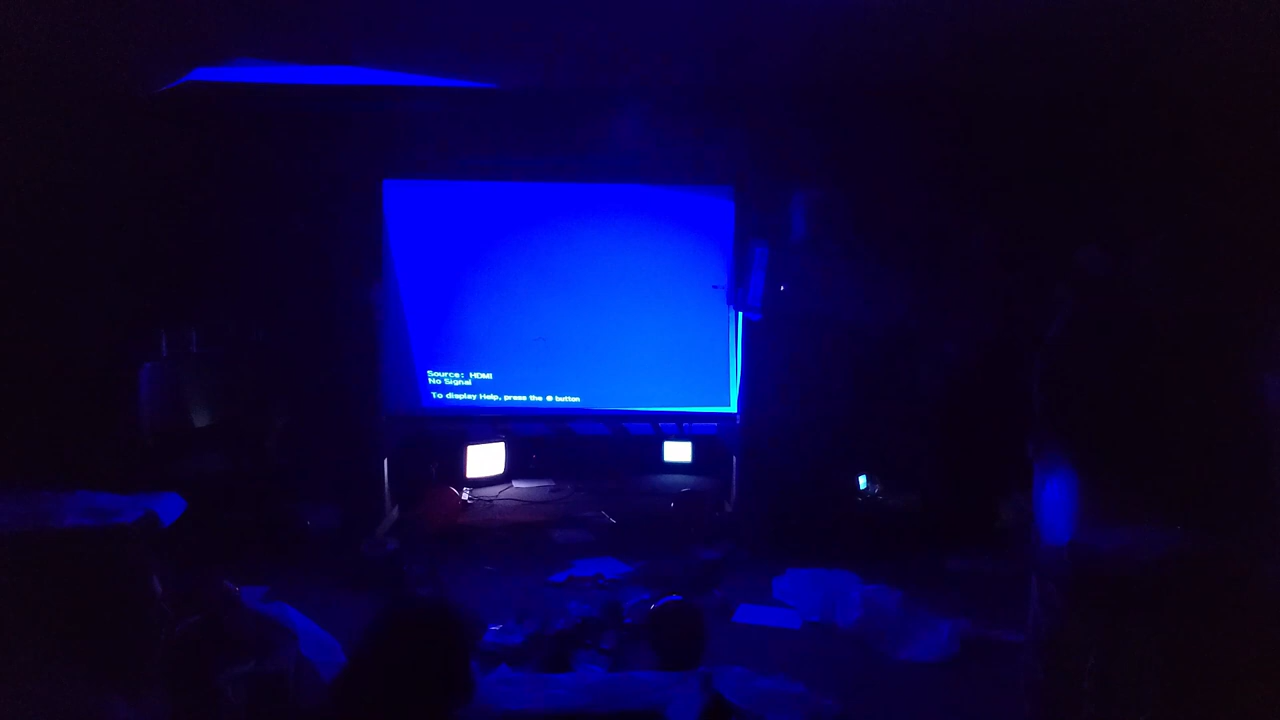 Source: HDMI
No Signal
To display Help, press the button